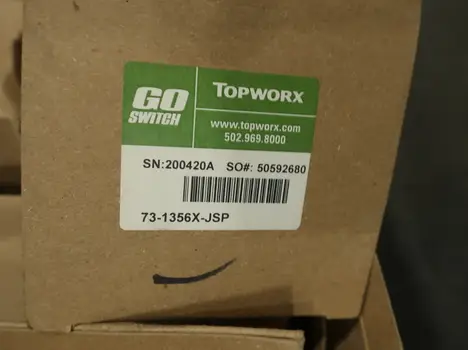 GO
SWITCH
TOPWORX
www.topworx.com
502.969.8000
SN:200420A SO#: 50592680
73-1356X-JSP